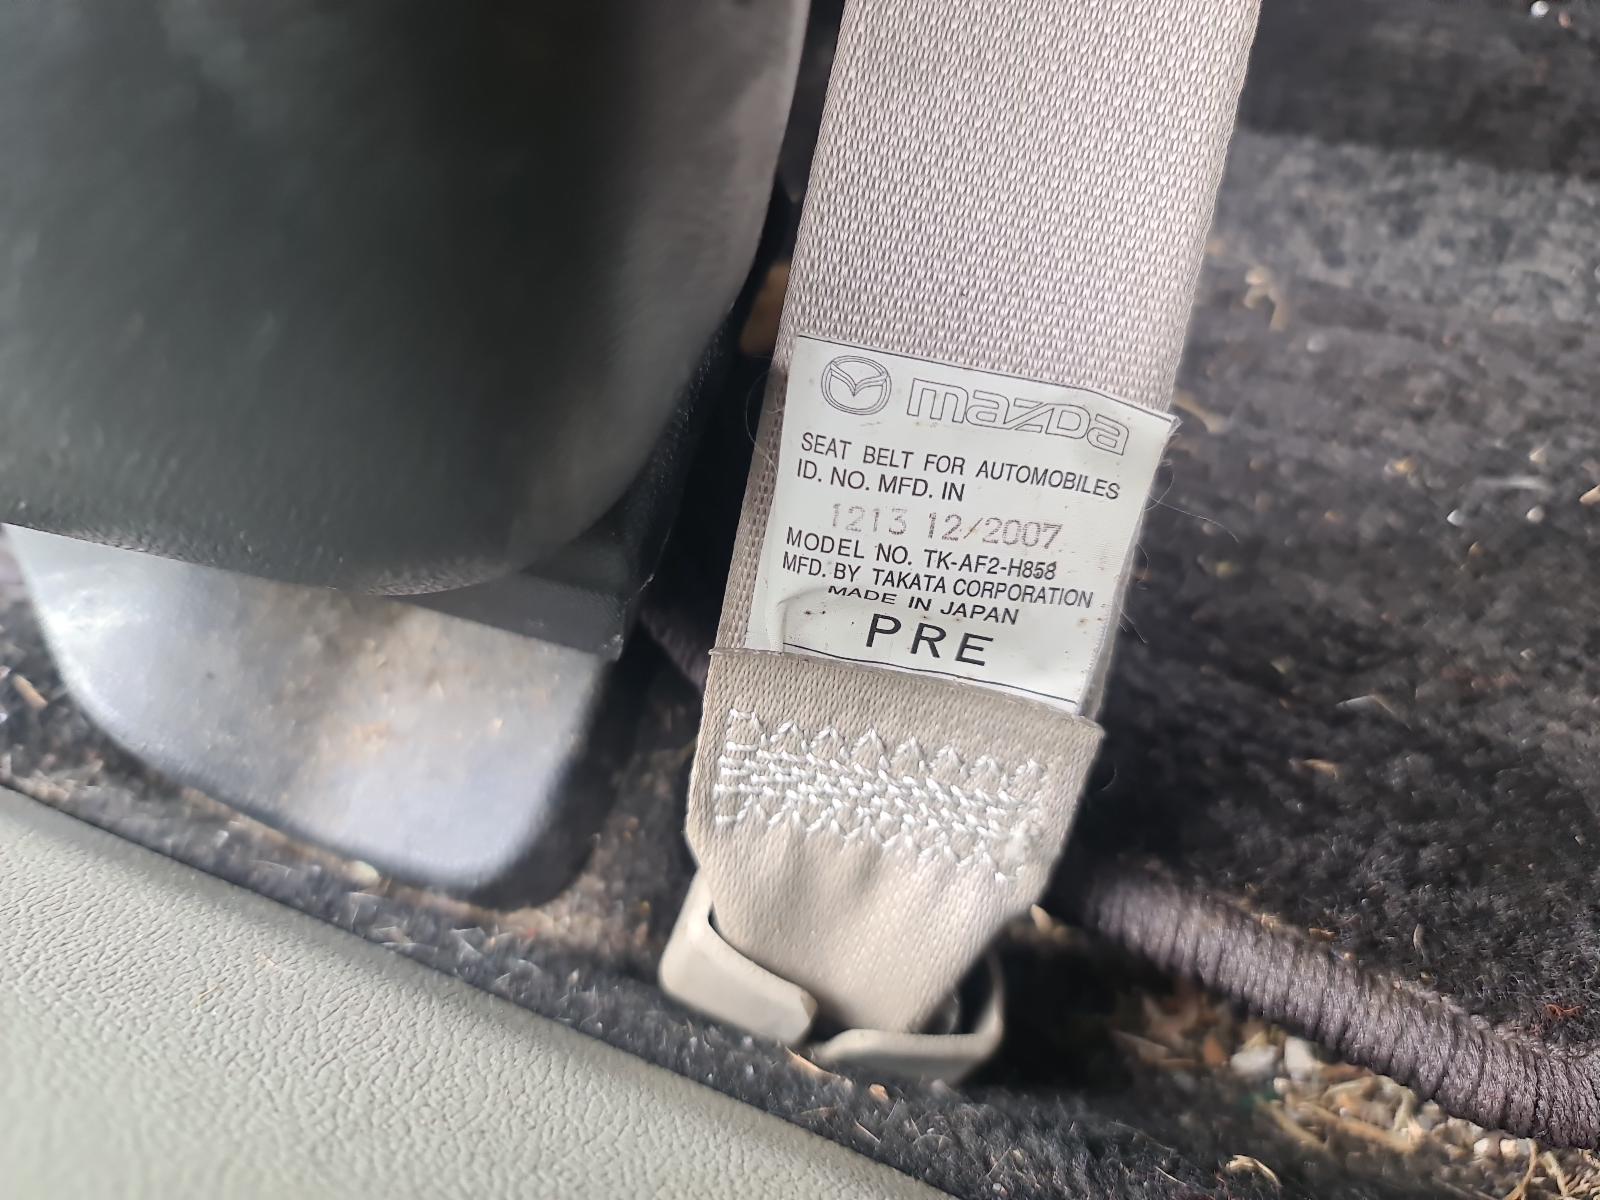 mazda
SEAT BELT FOR AUTOMOBILES
ID. NO. MFD. IN
1213 12/2007
MODEL NO. TK-AF2-H858
MFD. BY TAKATA CORPORATION
MADE IN JAPAN
PRE